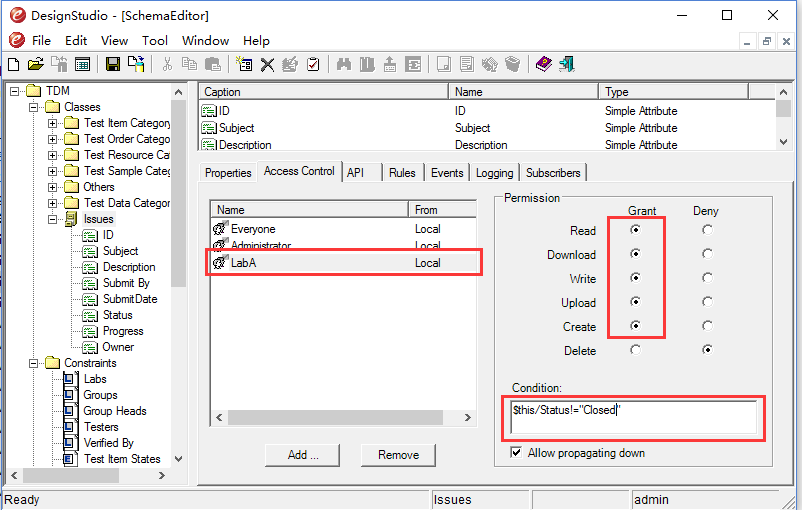 DesignStudio - [SchemaEditor]
File Edit View Tool Window Help
TDM
Classes
Test Item Category
Test Order Catego
Test Resource Cat
Test Sample Categ
Others
Test Data Categor
Issues
ID
Subject
Description
Submit By
SubmitDate
Status
Progress
Owner
Constraints
Labs
Groups
Group Heads
Testers
Verified By
Test Item States
Caption Name Type
ID ID Simple Attribute
Subject Subject Simple Attribute
Description Description Simple Attribute
Properties Access Control API Rules Events Logging Subscribers
Name From
Everyone Local
Administrator Local
LabA Local
Add ... Remove
Permission
Grant Deny
Read
Download
Write
Upload
Create
Delete
Condition:
$this/Status!="Closed"
Allow propagating down
Ready Issues admin